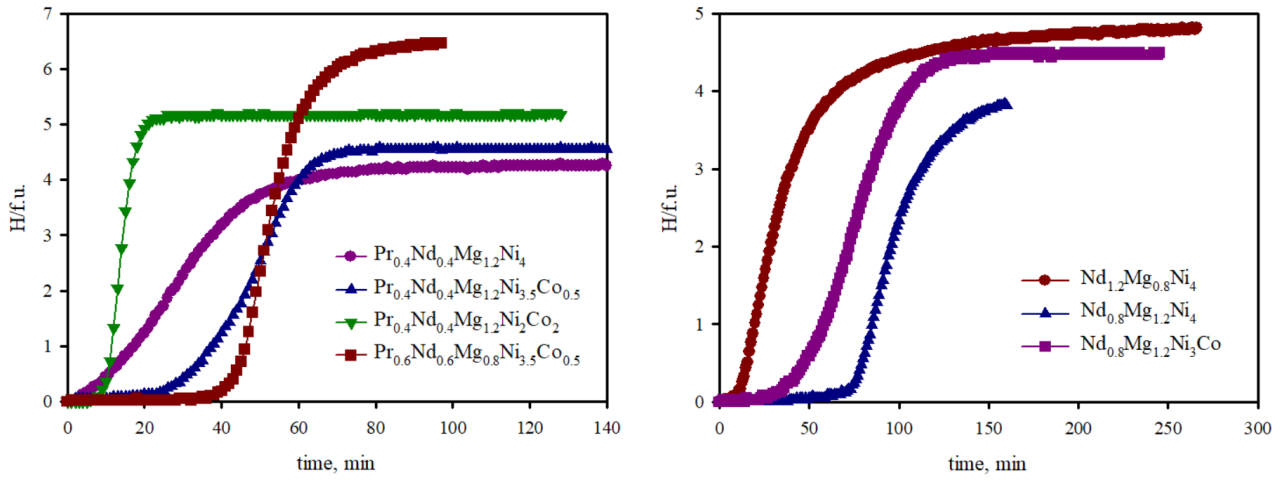 7
6
5
4
3
2
1
0
H/f.u.
Pr0.4Nd0.4Mg1.2Ni4
Pr0.4Nd0.4Mg1.2Ni3.5Co0.5
Pr0.4Nd0.4Mg1.2Ni2Co2
Pr0.6Nd0.6Mg0.8Ni3.5Co0.5
0 20 40 60 80 100 120 140
time, min
5
4
3
2
1
0
H/f.u.
Nd1.2Mg0.8Ni4
Nd0.8Mg1.2Ni4
Nd0.8Mg1.2Ni3Co
0 50 100 150 200 250 300
time, min